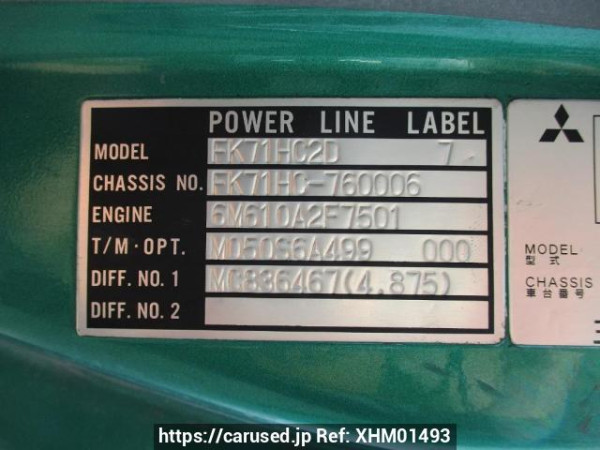 POWER LINE LABEL
MODEL FK71HC2D 7
CHASSIS NO. FK71HC-760006
ENGINE 6M610A2F7501
T/M·OPT. M050S6A499 000
DIFF. NO. 1 MC836467(4.875)
DIFF. NO. 2
MODEL
型式
CHASSIS
車台番号
https://carused.jp Ref: XHM01493